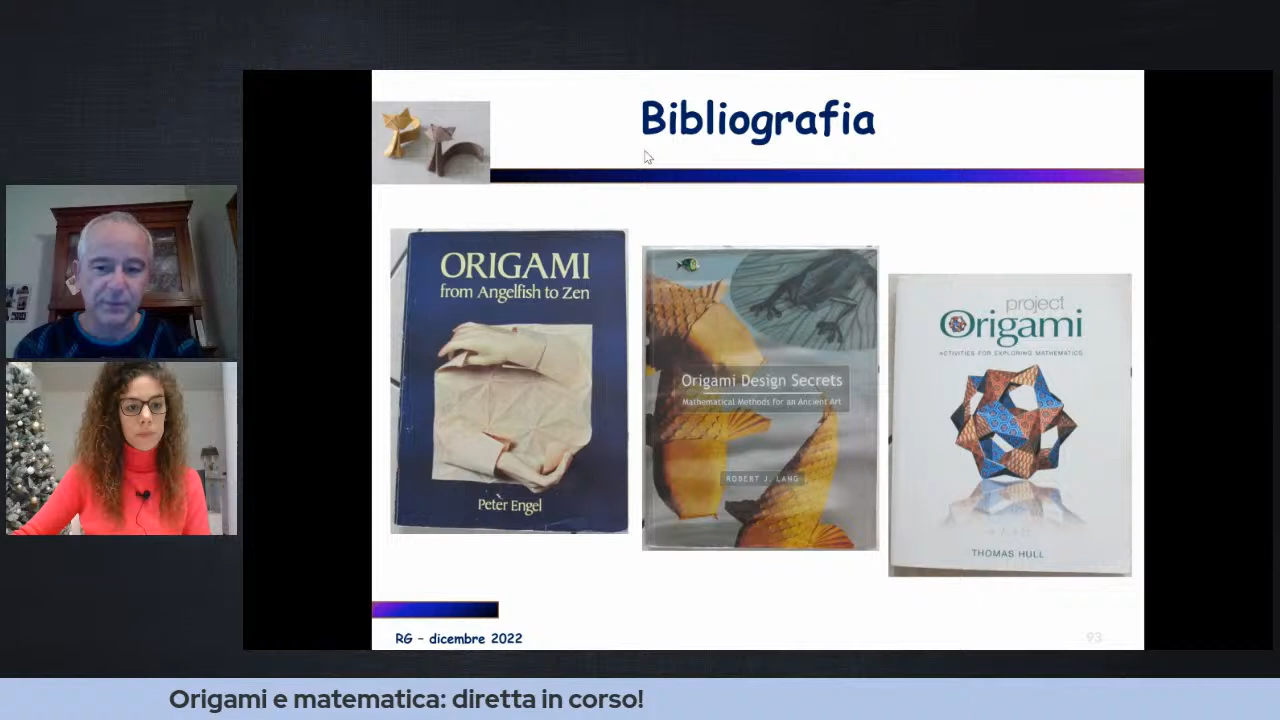 Bibliografia
ORIGAMI
from Angelfish to Zen
Peter Engel
Origami Design Secrets
Mathematical Methods for an Ancient Art
ROBERT J. LANG
project
Origami
ACTIVITIES FOR EXPLORING MATHEMATICS
THOMAS HULL
RG – dicembre 2022
93
Origami e matematica: diretta in corso!